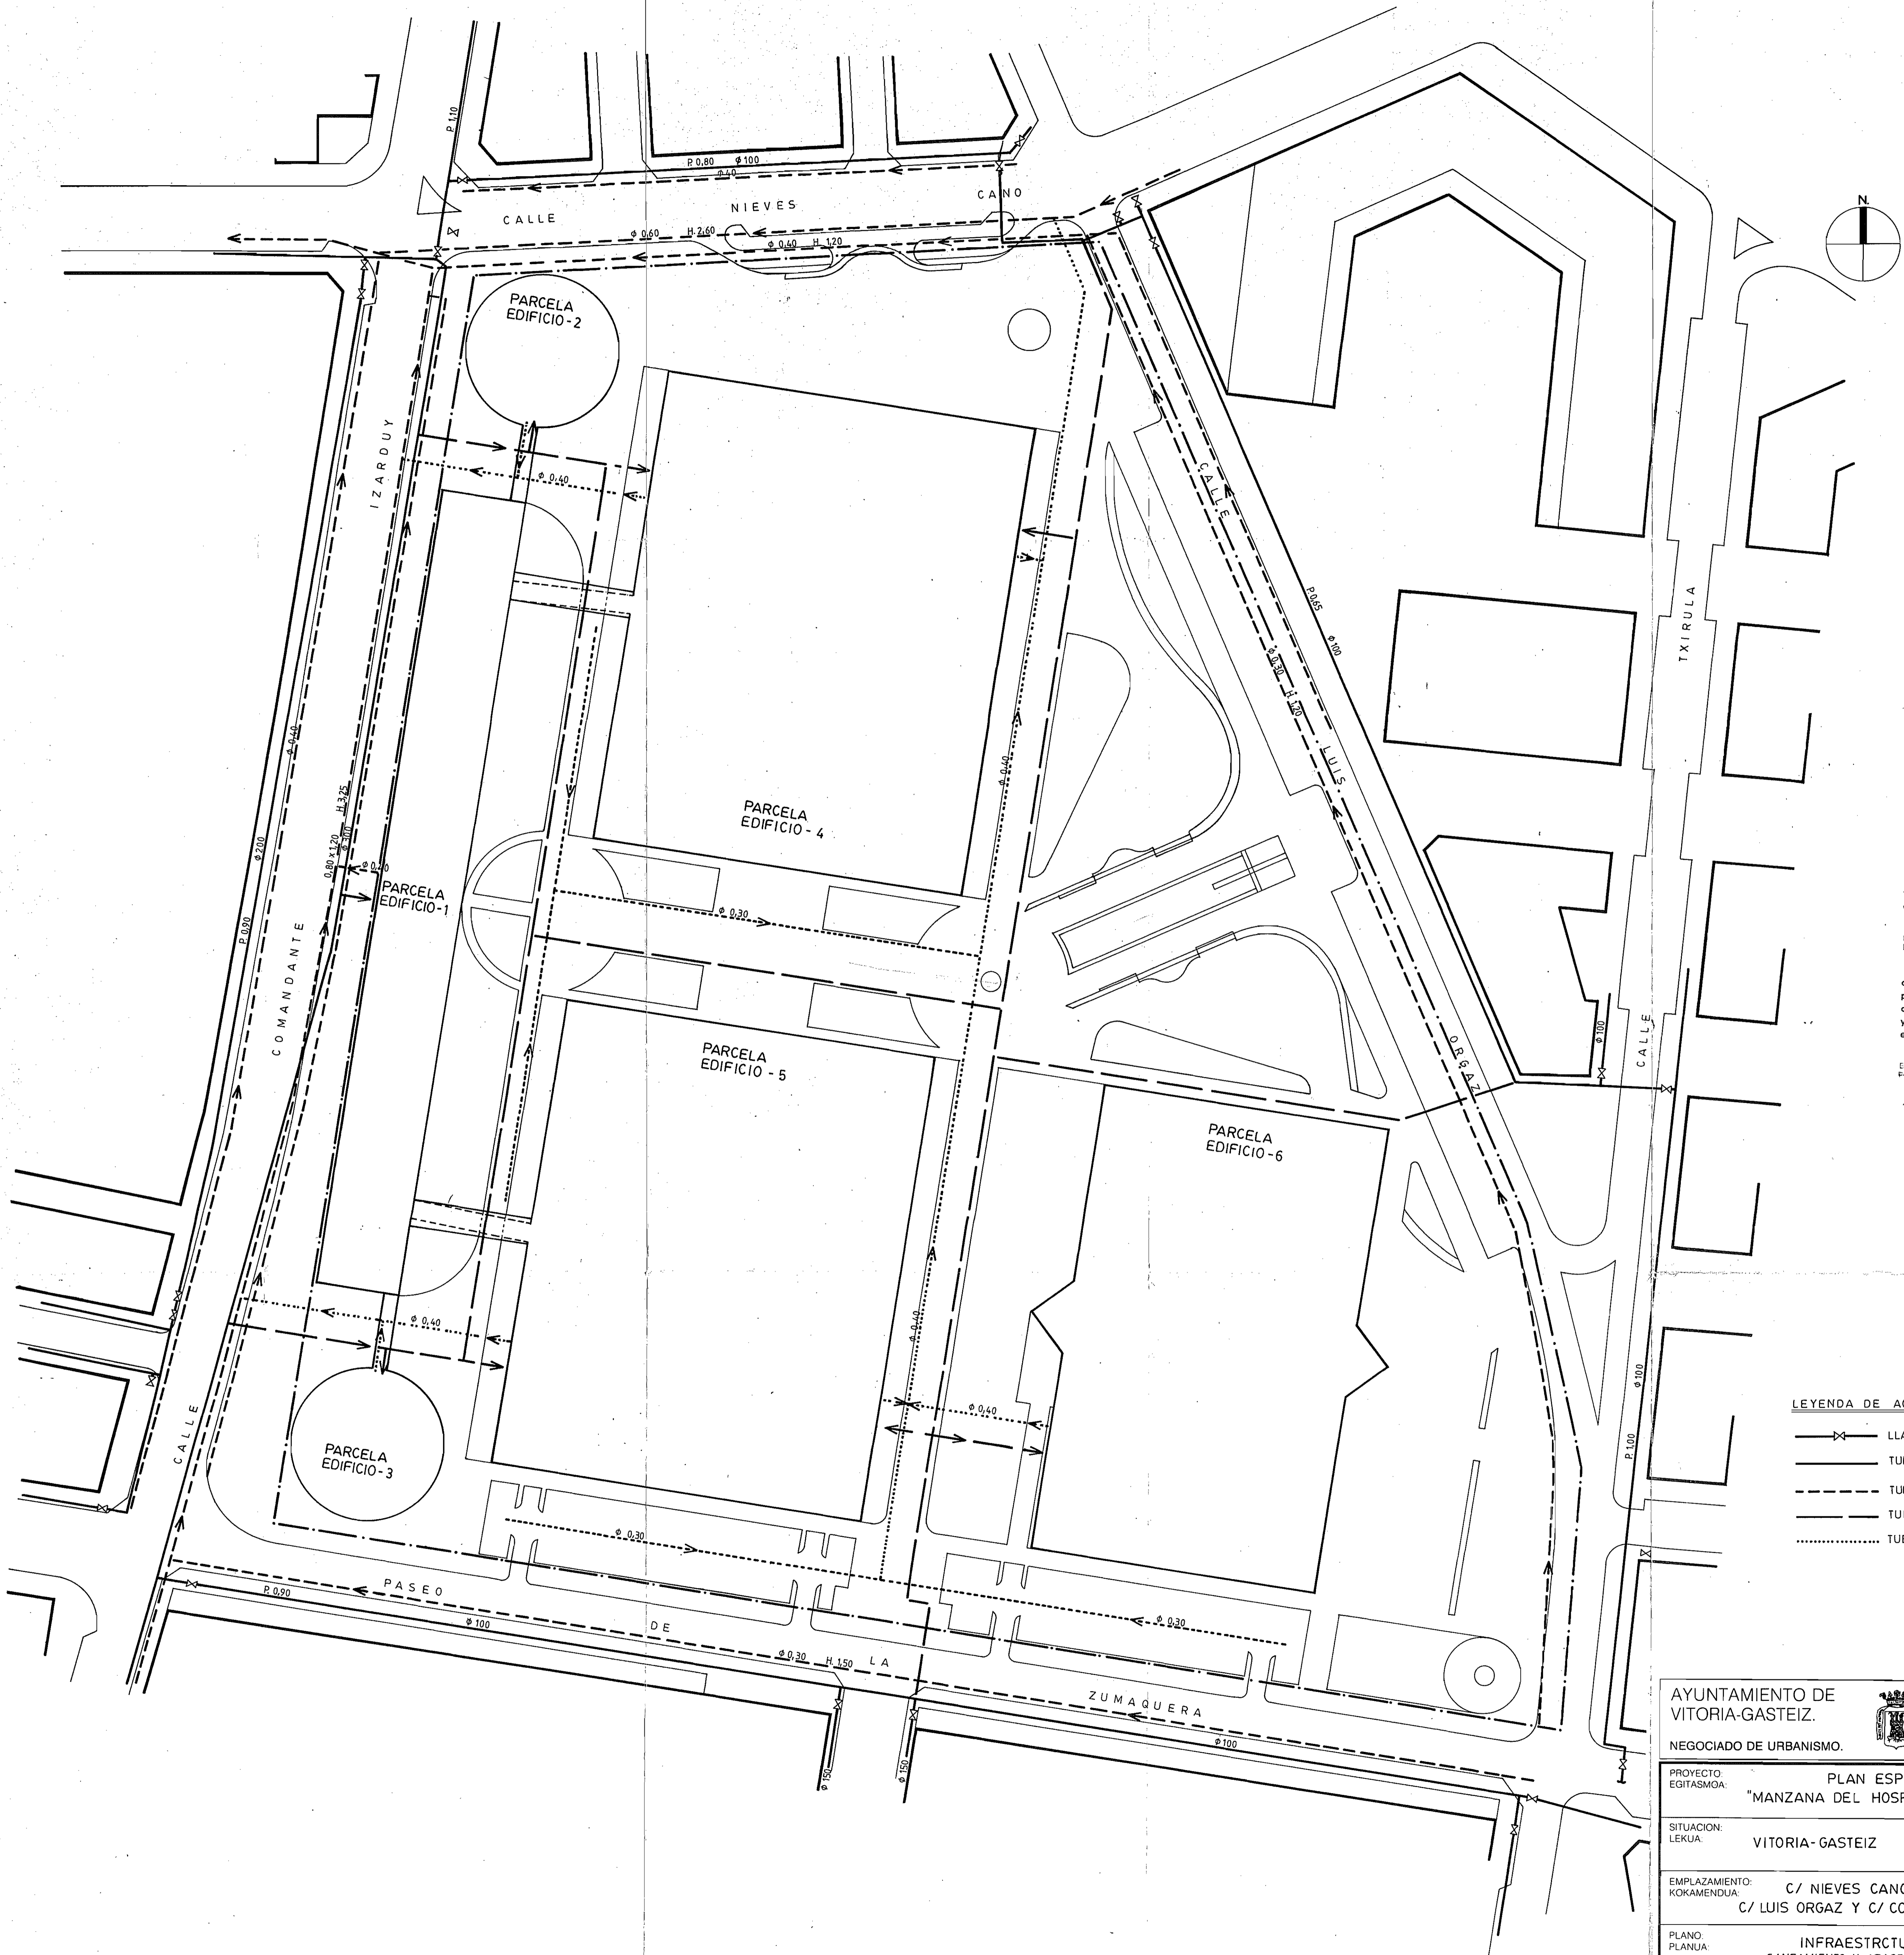 P. 1,10
P. 0,80 Ø 100
Ø 40
CALLE NIEVES CANO
Ø 0,60 H. 2,60
Ø 0,40 H. 1,20
N.
PARCELA
EDIFICIO-2
IZARDUY
Ø 0,40
CALLE
TXIRULA
P. 0,65
Ø 100
Ø 0,30 H. 1,20
LUIS
Ø 0,40
Ø 0,40
PARCELA
EDIFICIO-4
H. 3,25
0,80 x 1,20
Ø 300
Ø 200
PARCELA
EDIFICIO-1
P. 0,90
Ø 0,30
COMANDANTE
PARCELA
EDIFICIO-5
ORGAZ
Ø 100
CALLE
PARCELA
EDIFICIO-6
Ø 0,40
Ø 0,40
Ø 0,40
Ø 100
P. 1,00
CALLE
PARCELA
EDIFICIO-3
LEYENDA DE
Ø 0,30
Ø 0,30
PASEO DE LA ZUMAQUERA
P. 0,90
Ø 100
Ø 0,30 H. 1,50
Ø 100
Ø 150
Ø 150
AYUNTAMIENTO DE
VITORIA-GASTEIZ.
NEGOCIADO DE URBANISMO.
PROYECTO:
EGITASMOA:
PLAN ESP
"MANZANA DEL HOSP
SITUACION:
LEKUA:
VITORIA-GASTEIZ
EMPLAZAMIENTO:
KOKAMENDUA:
C/ NIEVES CANO
C/ LUIS ORGAZ Y C/ CO
PLANO:
PLANUA:
INFRAESTRCTU